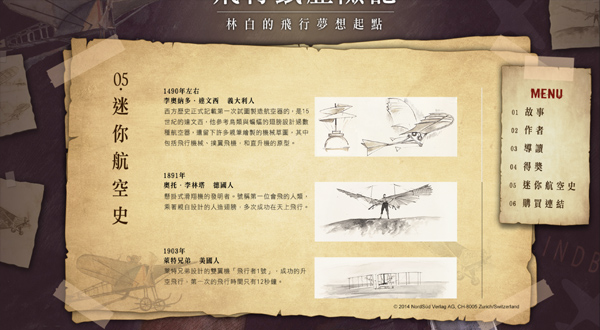 林白的飛行夢想起點
05.迷你航空史
1490年左右
李奧納多．達文西　義大利人
西方歷史正式記載第一次試圖製造航空器的，是15
世紀的達文西，他參考鳥類與蝙蝠的翅膀設計過數
種航空器，還留下許多親筆繪製的機械草圖，其中
包括飛行機械、撲翼飛機，和直升機的原型。
1891年
奧托．李林塔　德國人
懸掛式滑翔機的發明者。號稱第一位會飛的人類，
乘著親自設計的人造翅膀，多次成功在天上飛行。
1903年
萊特兄弟　美國人
萊特兄弟設計的雙翼機「飛行者1號」，成功的升
空飛行，第一次的飛行時間只有12秒鐘。
© 2014 NordSüd Verlag AG, CH-8005 Zurich/Switzerland
MENU
01 故事
02 作者
03 導讀
04 得獎
05 迷你航空史
06 購買連結